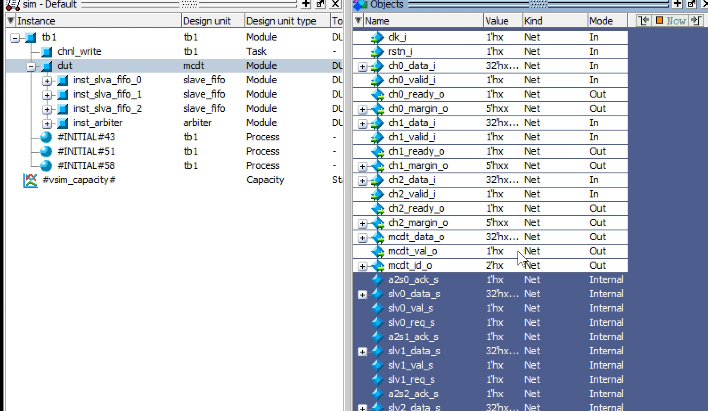 sim - Default
Instance Design unit Design unit type
tb1 tb1 Module DU
chnl_write tb1 Task -
dut mcdt Module DU
inst_slva_fifo_0 slave_fifo Module DU
inst_slva_fifo_1 slave_fifo Module DU
inst_slva_fifo_2 slave_fifo Module DU
inst_arbiter arbiter Module DU
#INITIAL#43 tb1 Process -
#INITIAL#51 tb1 Process -
#INITIAL#58 tb1 Process -
#vsim_capacity# Capacity Sta
Objects
Name Value Kind Mode Now
clk_i 1'hx Net In
rstn_i 1'hx Net In
ch0_data_i 32'hx... Net In
ch0_valid_i 1'hx Net In
ch0_ready_o 1'hx Net Out
ch0_margin_o 5'hxx Net Out
ch1_data_i 32'hx... Net In
ch1_valid_i 1'hx Net In
ch1_ready_o 1'hx Net Out
ch1_margin_o 5'hxx Net Out
ch2_data_i 32'hx... Net In
ch2_valid_i 1'hx Net In
ch2_ready_o 1'hx Net Out
ch2_margin_o 5'hxx Net Out
mcdt_data_o 32'hx... Net Out
mcdt_val_o 1'hx Net Out
mcdt_id_o 2'hx Net Out
a2s0_ack_s 1'hx Net Internal
slv0_data_s 32'hx... Net Internal
slv0_val_s 1'hx Net Internal
slv0_req_s 1'hx Net Internal
a2s1_ack_s 1'hx Net Internal
slv1_data_s 32'hx... Net Internal
slv1_val_s 1'hx Net Internal
slv1_req_s 1'hx Net Internal
a2s2_ack_s 1'hx Net Internal
slv2_data_s 32'hx... Net Internal